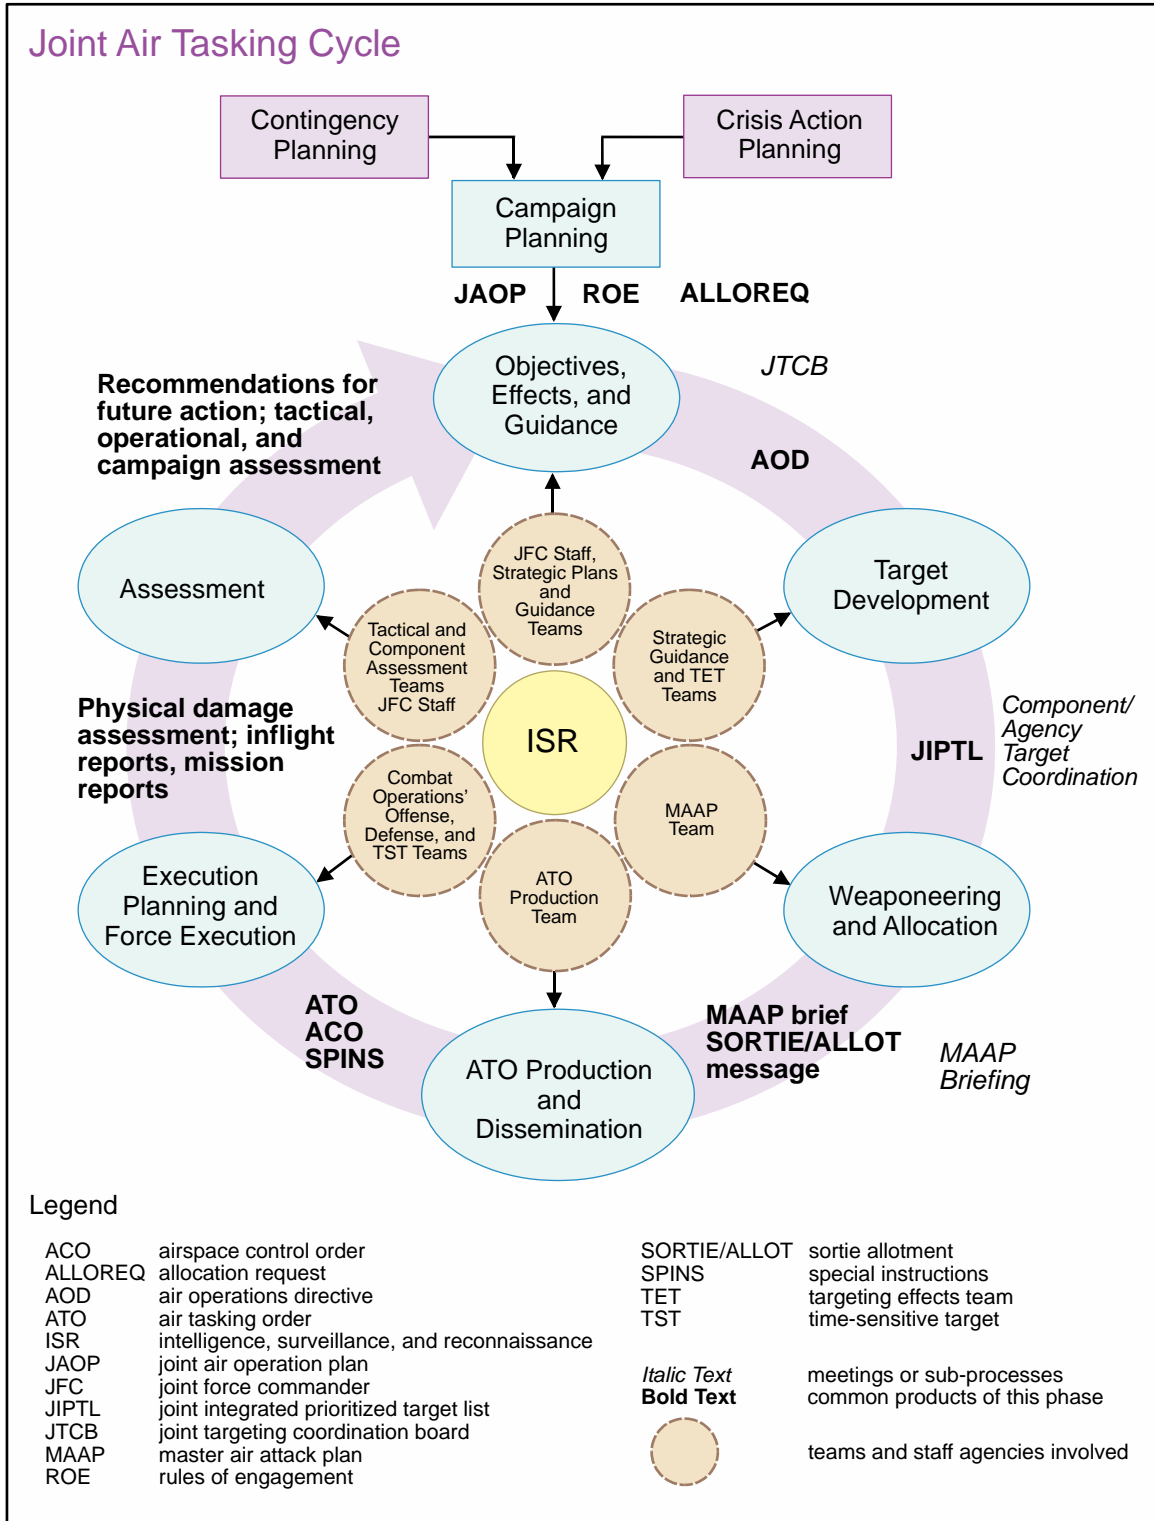 Joint Air Tasking Cycle
Contingency
Planning
Crisis Action
Planning
Campaign
Planning
JAOP
ROE
ALLOREQ
Objectives,
Effects, and
Guidance
JTCB
AOD
Recommendations for
future action; tactical,
operational, and
campaign assessment
Assessment
Target
Development
JFC Staff,
Strategic Plans
and
Guidance
Teams
Tactical and
Component
Assessment
Teams
JFC Staff
Strategic
Guidance
and TET
Teams
ISR
Physical damage
assessment; inflight
reports, mission
reports
JIPTL
Component/
Agency
Target
Coordination
Combat
Operations’
Offense,
Defense, and
TST Teams
MAAP
Team
ATO
Production
Team
Execution
Planning and
Force Execution
Weaponeering
and Allocation
ATO
ACO
SPINS
ATO Production
and
Dissemination
MAAP brief
SORTIE/ALLOT
message
MAAP
Briefing
Legend
ACO airspace control order
ALLOREQ allocation request
AOD air operations directive
ATO air tasking order
ISR intelligence, surveillance, and reconnaissance
JAOP joint air operation plan
JFC joint force commander
JIPTL joint integrated prioritized target list
JTCB joint targeting coordination board
MAAP master air attack plan
ROE rules of engagement
SORTIE/ALLOT sortie allotment
SPINS special instructions
TET targeting effects team
TST time-sensitive target
Italic Text meetings or sub-processes
Bold Text common products of this phase
teams and staff agencies involved